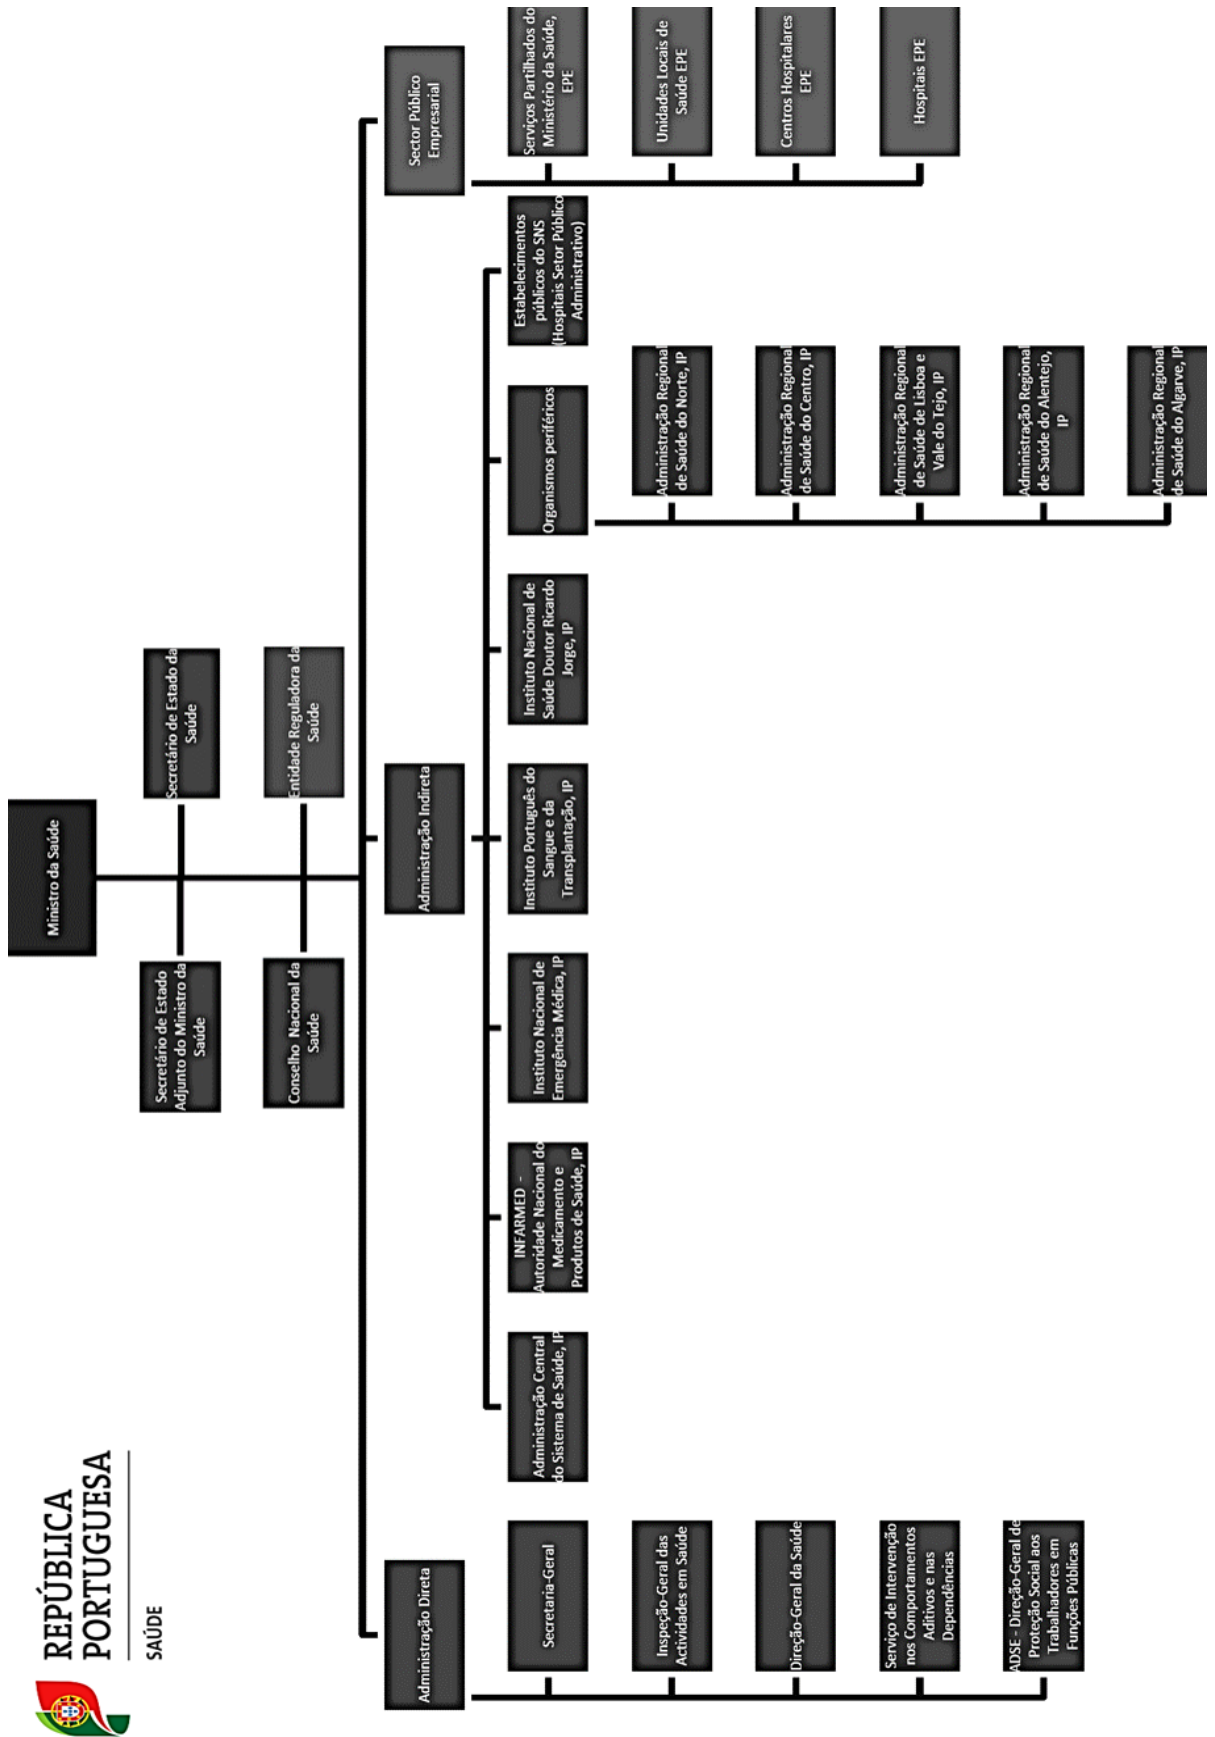 REPÚBLICA
PORTUGUESA
SAÚDE
Ministro da Saúde
Secretário de Estado
Adjunto do Ministro da
Saúde
Secretário de Estado da
Saúde
Conselho Nacional da
Saúde
Entidade Reguladora da
Saúde
Administração Direta
Administração Indireta
Sector Público
Empresarial
Secretaria-Geral
Inspeção-Geral das
Actividades em Saúde
Direção-Geral da Saúde
Serviço de Intervenção
nos Comportamentos
Aditivos e nas
Dependências
ADSE - Direção-Geral de
Proteção Social aos
Trabalhadores em
Funções Públicas
Administração Central
do Sistema de Saúde, IP
INFARMED -
Autoridade Nacional do
Medicamento e
Produtos de Saúde, IP
Instituto Nacional de
Emergência Médica, IP
Instituto Português do
Sangue e da
Transplantação, IP
Instituto Nacional de
Saúde Doutor Ricardo
Jorge, IP
Organismos periféricos
Administração Regional
de Saúde do Norte, IP
Administração Regional
de Saúde do Centro, IP
Administração Regional
de Saúde de Lisboa e
Vale do Tejo, IP
Administração Regional
de Saúde do Alentejo,
IP
Administração Regional
de Saúde do Algarve, IP
Estabelecimentos
públicos do SNS
(Hospitais Setor Público
Administrativo)
Serviços Partilhados do
Ministério da Saúde,
EPE
Unidades Locais de
Saúde EPE
Centros Hospitalares
EPE
Hospitais EPE